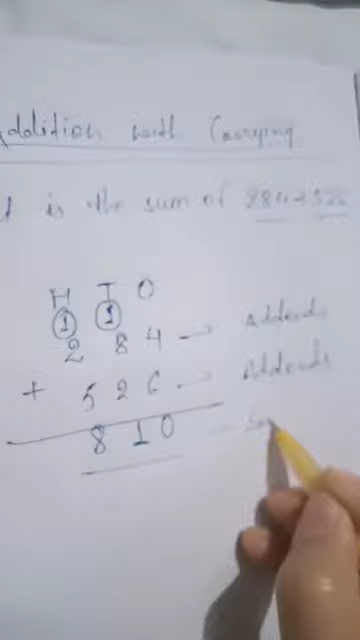 Addition with Carrying
is the sum of 284+526
H T O
1 1
2 8 4 → Addends
+ 5 2 6 → Addends
8 1 0